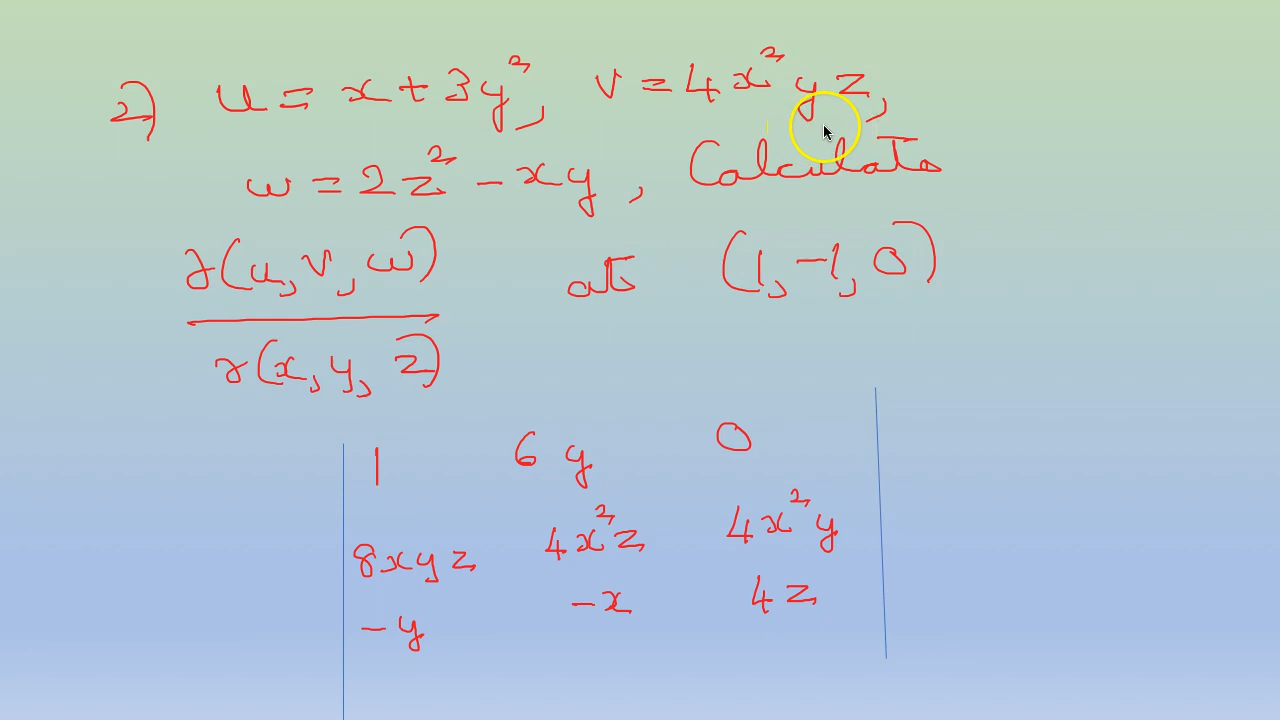 2) u = x + 3y², v = 4x²yz,
w = 2z² - xy, Calculate
∂(u, v, w) at (1, -1, 0)
∂(x, y, z)
1 6y 0
8xyz 4x²z 4x²y
-y -x 4z